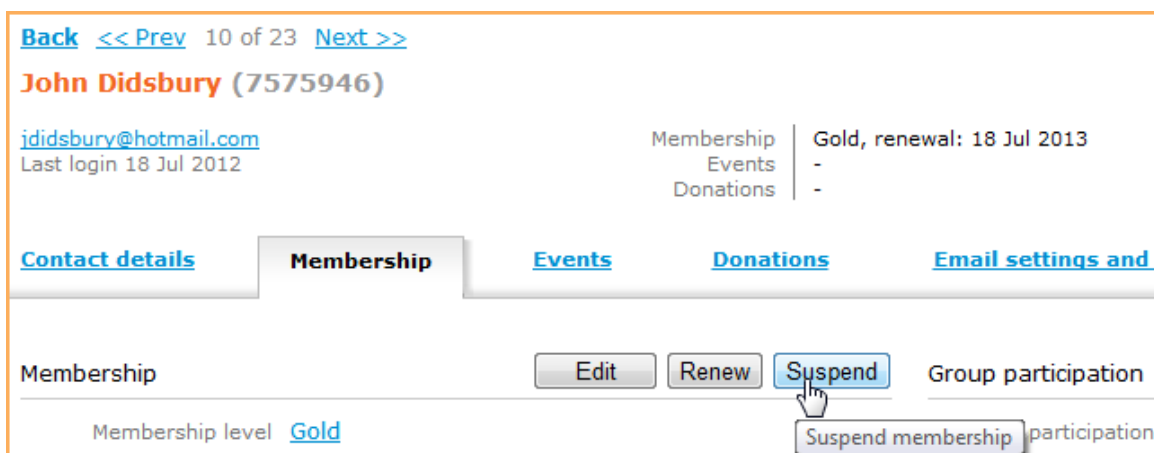 Back << Prev 10 of 23 Next >>
John Didsbury (7575946)
jdidsbury@hotmail.com
Last login 18 Jul 2012
Membership Gold, renewal: 18 Jul 2013
Events -
Donations -
Contact details Membership Events Donations Email settings and
Membership Edit Renew Suspend Group participation
Membership level Gold
Suspend membership participation